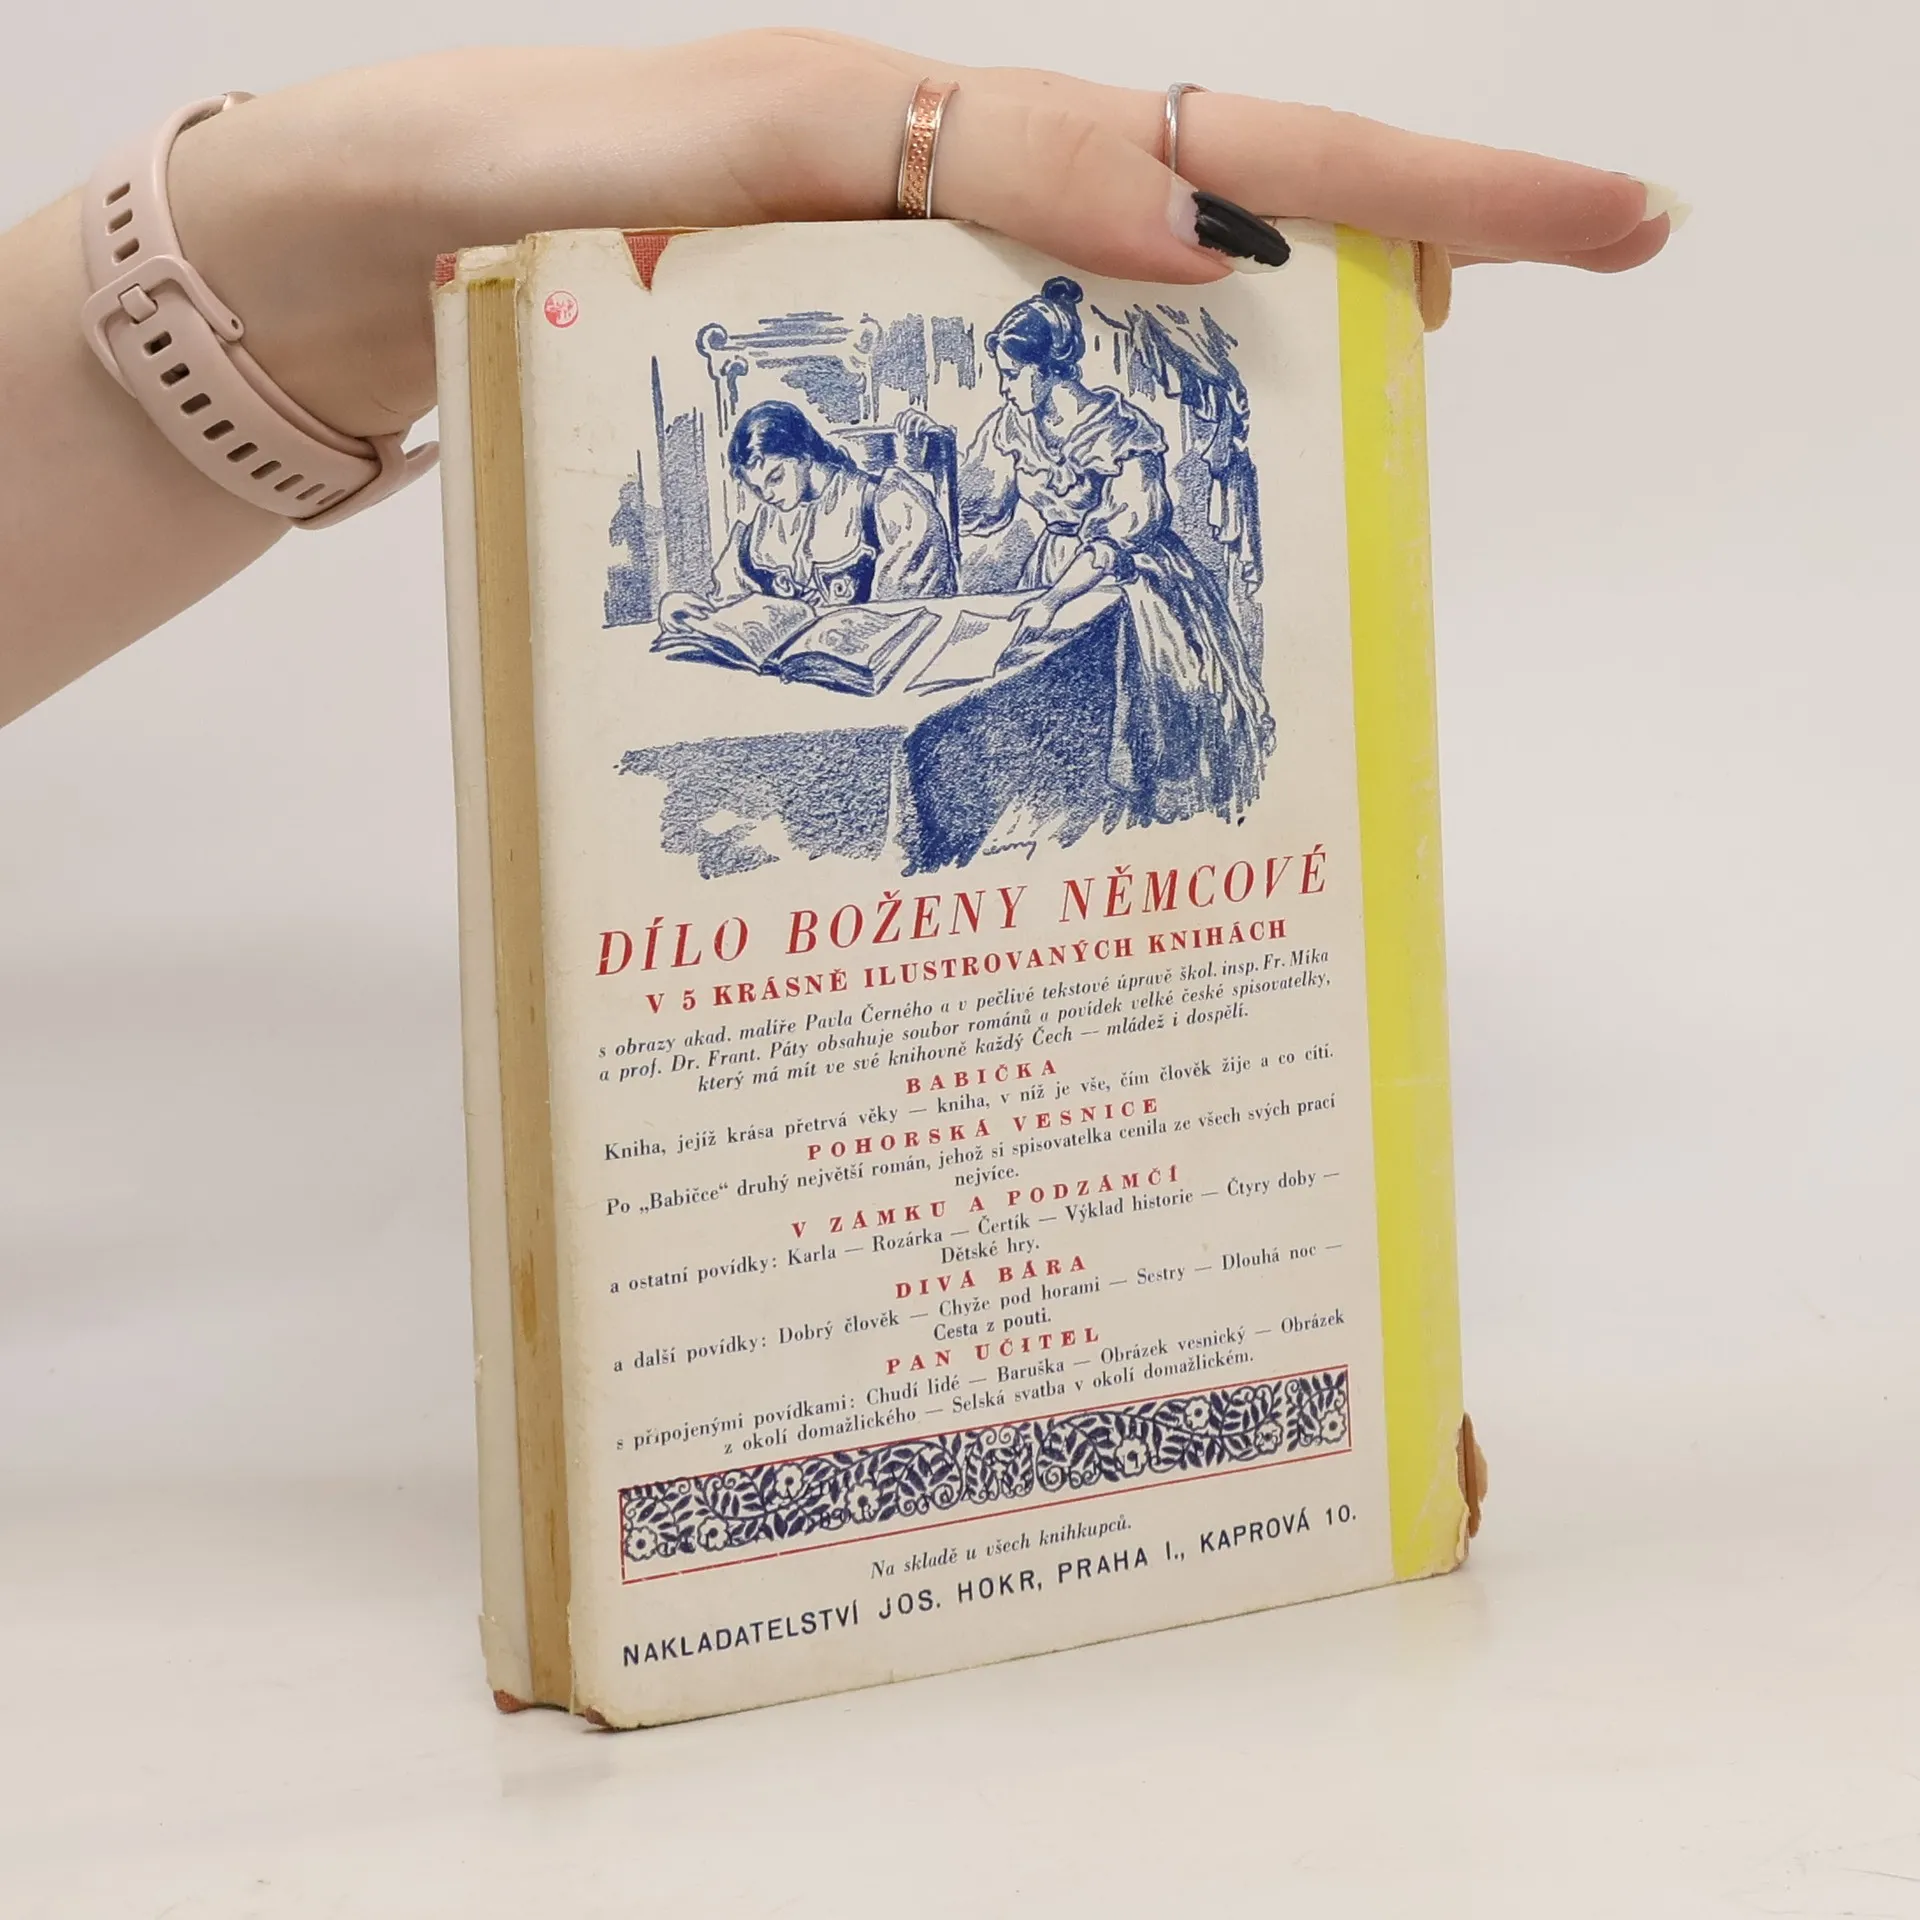 DÍLO BOŽENY NĚMCOVÉ
V 5 KRÁSNĚ ILUSTROVANÝCH KNIHÁCH
s obrazy akad. malíře Pavla Černého a v pečlivé tekstové úpravě škol. insp. Fr. Mika
a prof. Dr. Frant. Páty obsahuje soubor románů a povídek velké české spisovatelky,
který má mít ve své knihovně každý Čech — mládež i dospělí.
BABIČKA
Kniha, jejíž krása přetrvá věky — kniha, v níž je vše, čím člověk žije a co cítí.
POHORSKÁ VESNICE
Po „Babičce“ druhý největší román, jehož si spisovatelka cenila ze všech svých prací
nejvíce.
V ZÁMKU A PODZÁMČÍ
a ostatní povídky: Karla — Rozárka — Čertík — Výklad historie — Čtyry doby —
Dětské hry.
DIVÁ BÁRA
a další povídky: Dobrý člověk — Chyže pod horami — Sestry — Dlouhá noc —
Cesta z pouti.
PAN UČITEL
s připojenými povídkami: Chudí lidé — Baruška — Obrázek vesnický — Obrázek
z okolí domažlického — Selská svatba v okolí domažlickém.
Na skladě u všech knihkupců.
NAKLADATELSTVÍ JOS. HOKR, PRAHA I., KAPROVÁ 10.